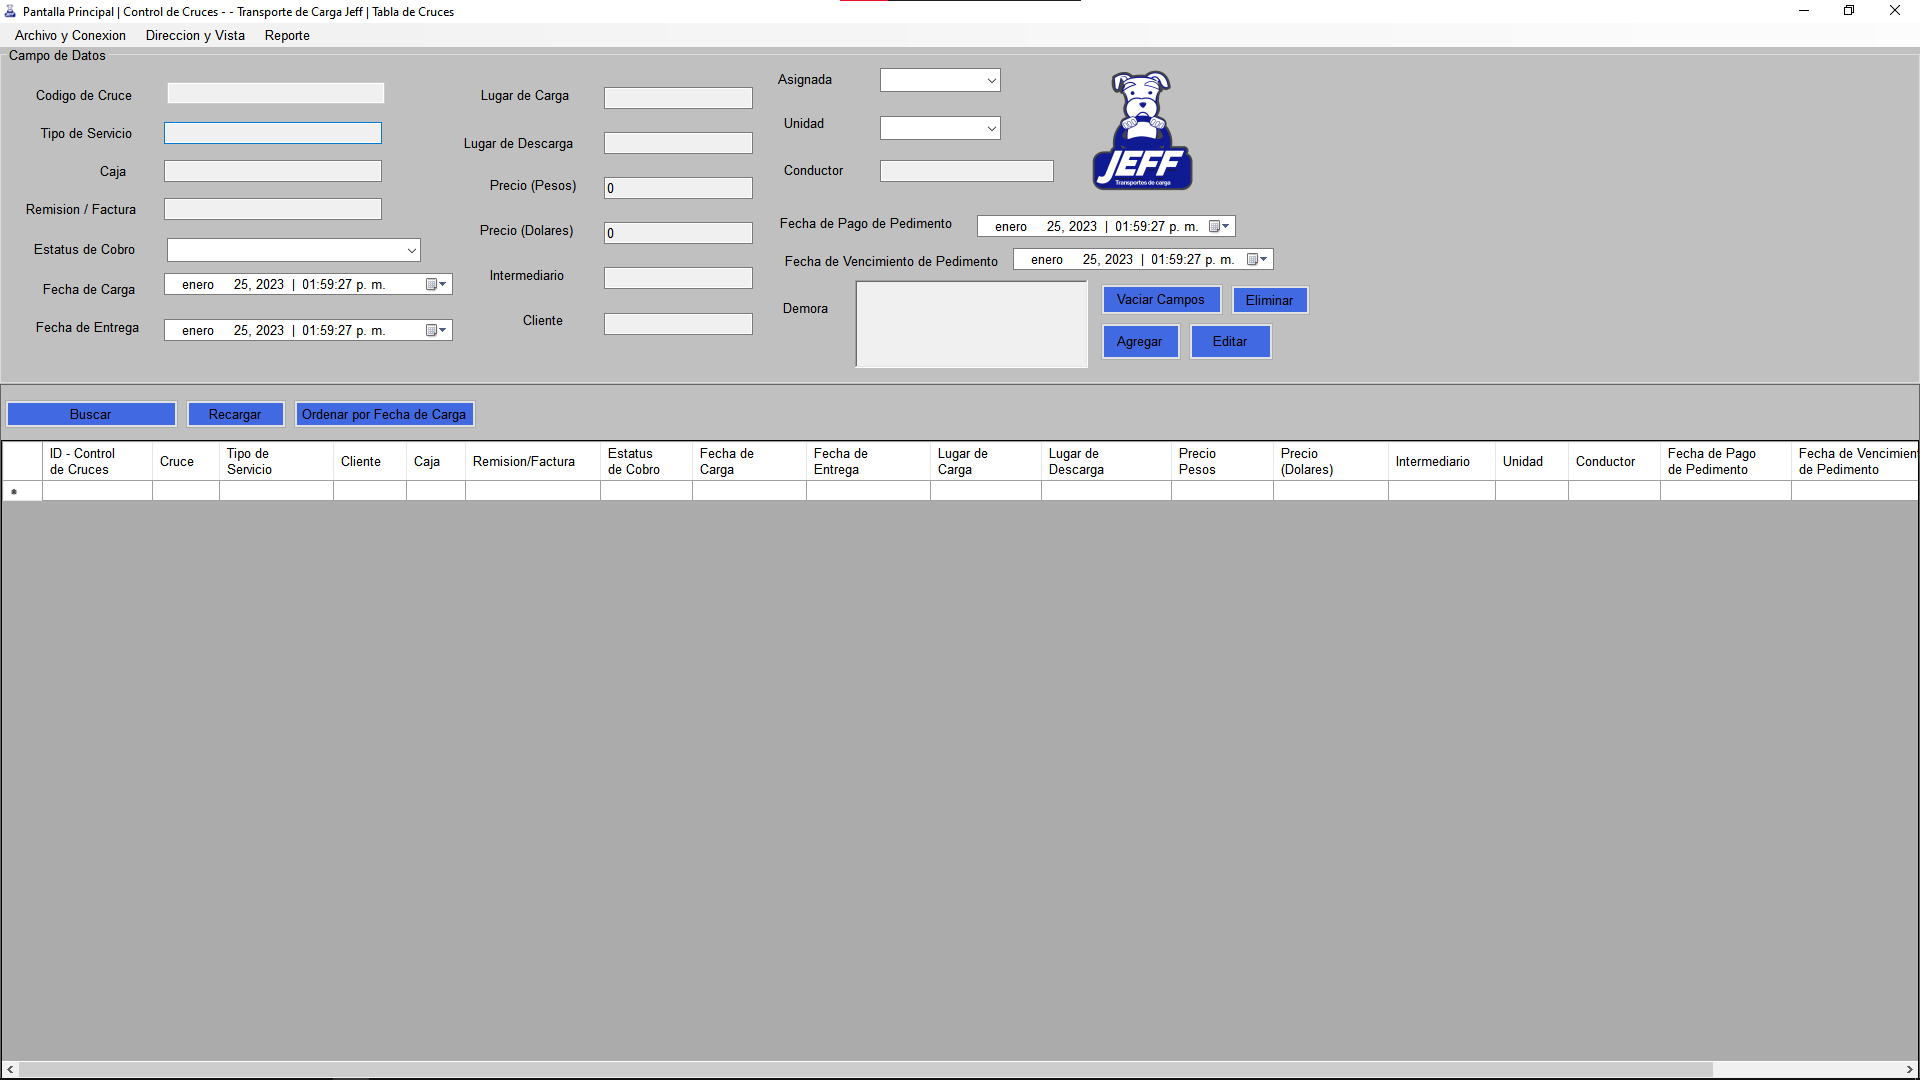 Pantalla Principal | Control de Cruces - - Transporte de Carga Jeff | Tabla de Cruces
Archivo y Conexion Direccion y Vista Reporte
Campo de Datos
Codigo de Cruce
Tipo de Servicio
Caja
Remision / Factura
Estatus de Cobro
Fecha de Carga enero 25, 2023 | 01:59:27 p. m.
Fecha de Entrega enero 25, 2023 | 01:59:27 p. m.
Lugar de Carga
Lugar de Descarga
Precio (Pesos) 0
Precio (Dolares) 0
Intermediario
Cliente
Asignada
Unidad
Conductor
Fecha de Pago de Pedimento enero 25, 2023 | 01:59:27 p. m.
Fecha de Vencimiento de Pedimento enero 25, 2023 | 01:59:27 p. m.
Demora
JEFF
Transportes de carga
Vaciar Campos Eliminar
Agregar Editar
Buscar Recargar Ordenar por Fecha de Carga
ID - Control de Cruces Cruce Tipo de Servicio Cliente Caja Remision/Factura Estatus de Cobro Fecha de Carga Fecha de Entrega Lugar de Carga Lugar de Descarga Precio Pesos Precio (Dolares) Intermediario Unidad Conductor Fecha de Pago de Pedimento Fecha de Vencimien de Pedimento